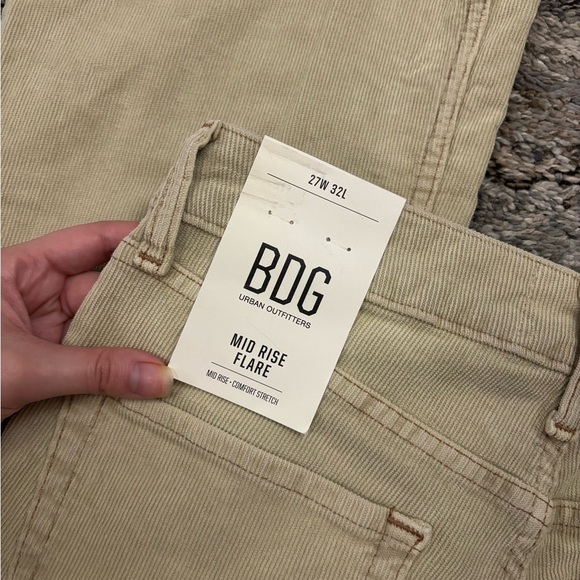 27W 32L
BDG
URBAN OUTFITTERS
MID RISE
FLARE
MID RISE · COMFORT STRETCH